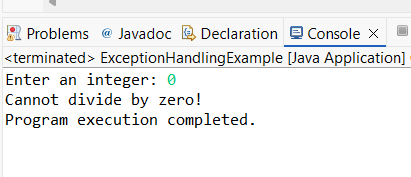 Problems @ Javadoc Declaration Console ×
<terminated> ExceptionHandlingExample [Java Application]
Enter an integer: 0
Cannot divide by zero!
Program execution completed.